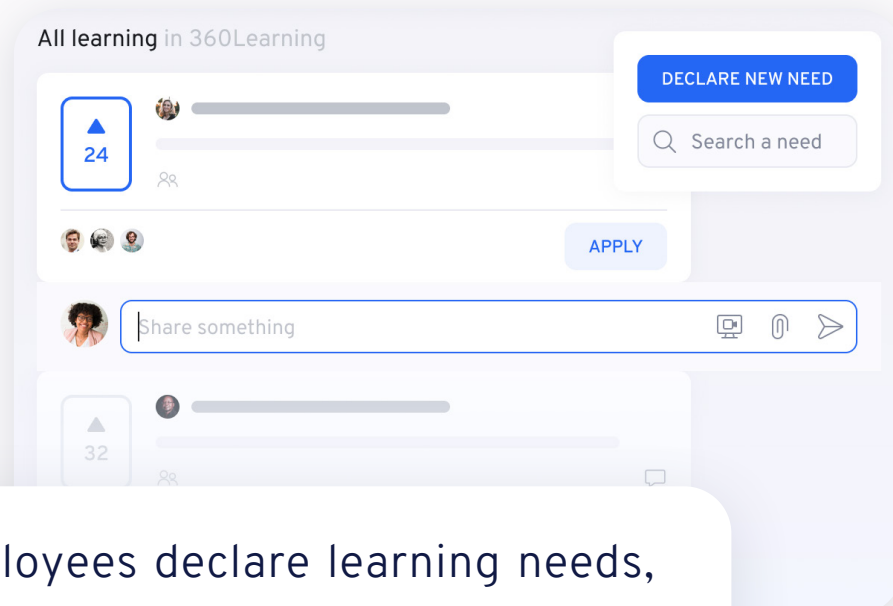 All learning in 360Learning
DECLARE NEW NEED
Search a need
24
APPLY
Share something
32
loyees declare learning needs,